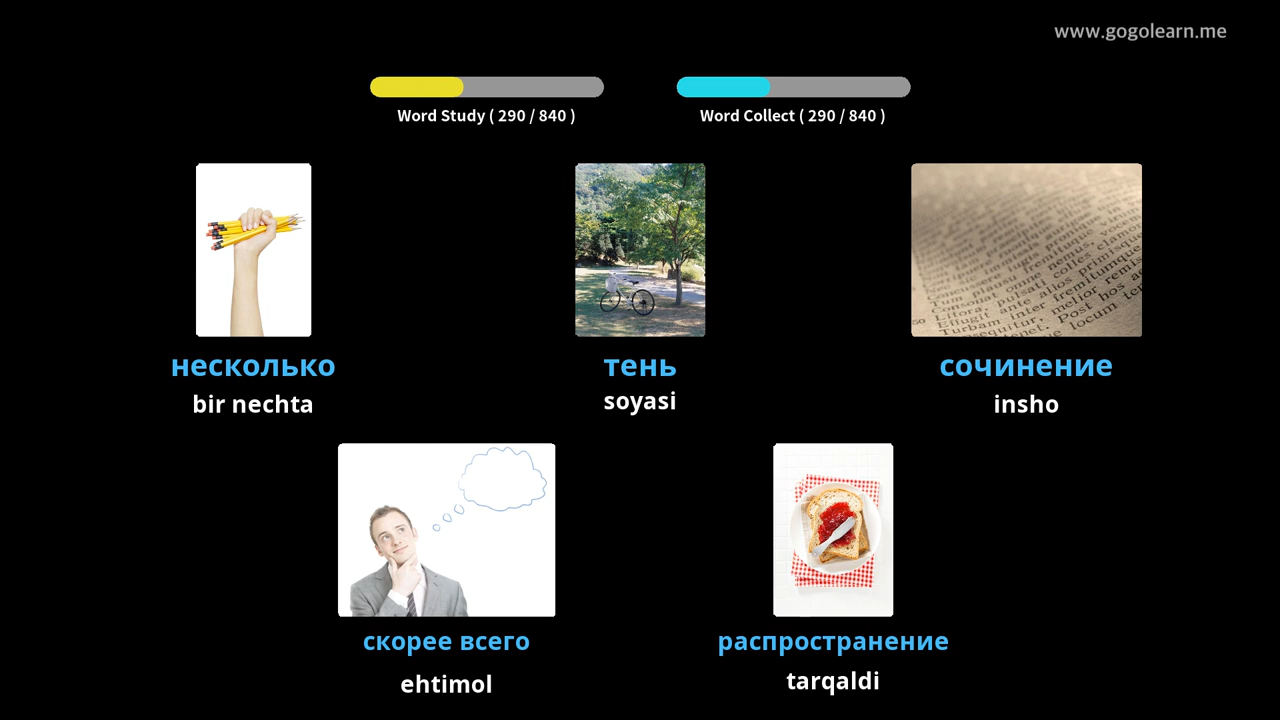 www.gogolearn.me
Word Study ( 290 / 840 )
Word Collect ( 290 / 840 )
несколько
bir nechta
тень
soyasi
сочинение
insho
скорее всего
ehtimol
распространение
tarqaldi